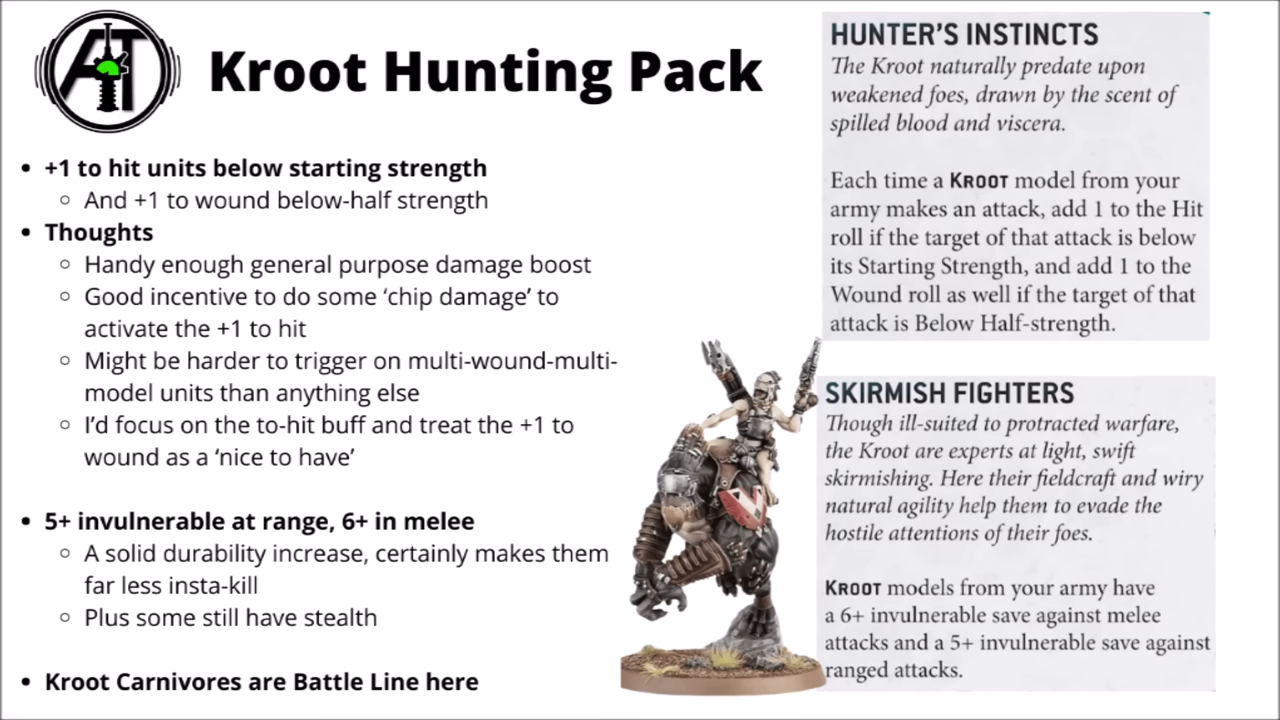 AT
Kroot Hunting Pack
• +1 to hit units below starting strength
○ And +1 to wound below-half strength
• Thoughts
○ Handy enough general purpose damage boost
○ Good incentive to do some ‘chip damage’ to
activate the +1 to hit
○ Might be harder to trigger on multi-wound-multi-
model units than anything else
○ I’d focus on the to-hit buff and treat the +1 to
wound as a ‘nice to have’
• 5+ invulnerable at range, 6+ in melee
○ A solid durability increase, certainly makes them
far less insta-kill
○ Plus some still have stealth
• Kroot Carnivores are Battle Line here
HUNTER’S INSTINCTS
The Kroot naturally predate upon
weakened foes, drawn by the scent of
spilled blood and viscera.
Each time a KROOT model from your
army makes an attack, add 1 to the Hit
roll if the target of that attack is below
its Starting Strength, and add 1 to the
Wound roll as well if the target of that
attack is Below Half-strength.
SKIRMISH FIGHTERS
Though ill-suited to protracted warfare,
the Kroot are experts at light, swift
skirmishing. Here their fieldcraft and wiry
natural agility help them to evade the
hostile attentions of their foes.
KROOT models from your army have
a 6+ invulnerable save against melee
attacks and a 5+ invulnerable save against
ranged attacks.